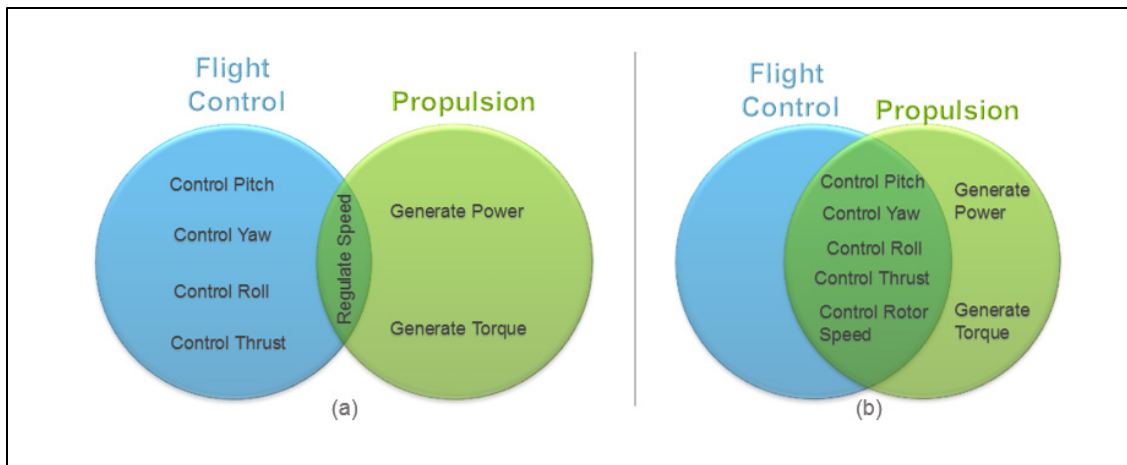 Flight
Control
Propulsion
Control Pitch
Control Yaw
Control Roll
Control Thrust
Regulate Speed
Generate Power
Generate Torque
(a)
Flight
Control
Propulsion
Control Pitch
Control Yaw
Control Roll
Control Thrust
Control Rotor
Speed
Generate
Power
Generate
Torque
(b)